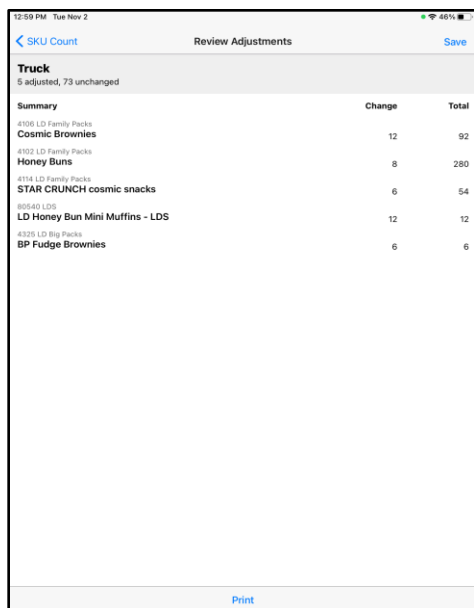 12:59 PM Tue Nov 2 46%
SKU Count Review Adjustments Save
Truck
5 adjusted, 73 unchanged
Summary Change Total
4106 LD Family Packs
Cosmic Brownies 12 92
4102 LD Family Packs
Honey Buns 8 280
4114 LD Family Packs
STAR CRUNCH cosmic snacks 6 54
80540 LDS
LD Honey Bun Mini Muffins - LDS 12 12
4325 LD Big Packs
BP Fudge Brownies 6 6
Print